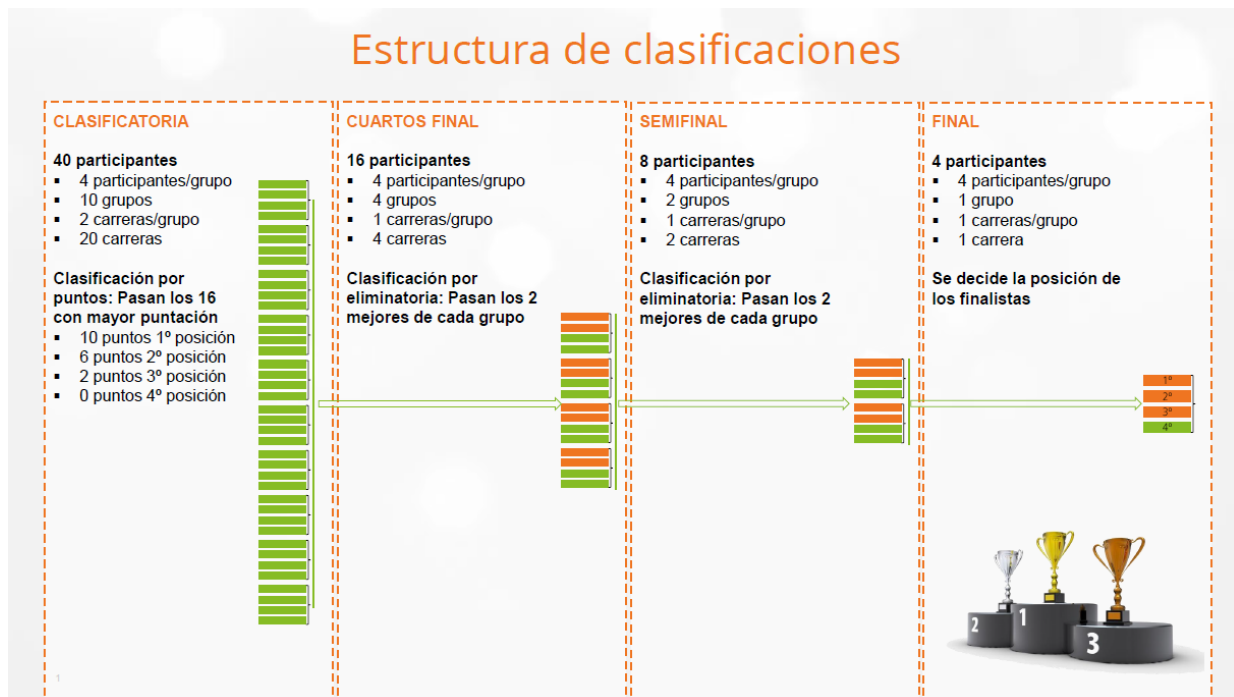 Estructura de clasificaciones
CLASIFICATORIA
40 participantes
▪ 4 participantes/grupo
▪ 10 grupos
▪ 2 carreras/grupo
▪ 20 carreras
Clasificación por
puntos: Pasan los 16
con mayor puntación
▪ 10 puntos 1º posición
▪ 6 puntos 2º posición
▪ 2 puntos 3º posición
▪ 0 puntos 4º posición
CUARTOS FINAL
16 participantes
▪ 4 participantes/grupo
▪ 4 grupos
▪ 1 carreras/grupo
▪ 4 carreras
Clasificación por
eliminatoria: Pasan los 2
mejores de cada grupo
SEMIFINAL
8 participantes
▪ 4 participantes/grupo
▪ 2 grupos
▪ 1 carreras/grupo
▪ 2 carreras
Clasificación por
eliminatoria: Pasan los 2
mejores de cada grupo
FINAL
4 participantes
▪ 4 participantes/grupo
▪ 1 grupo
▪ 1 carreras/grupo
▪ 1 carrera
Se decide la posición de
los finalistas
1º
2º
3º
4º
2
1
3
1